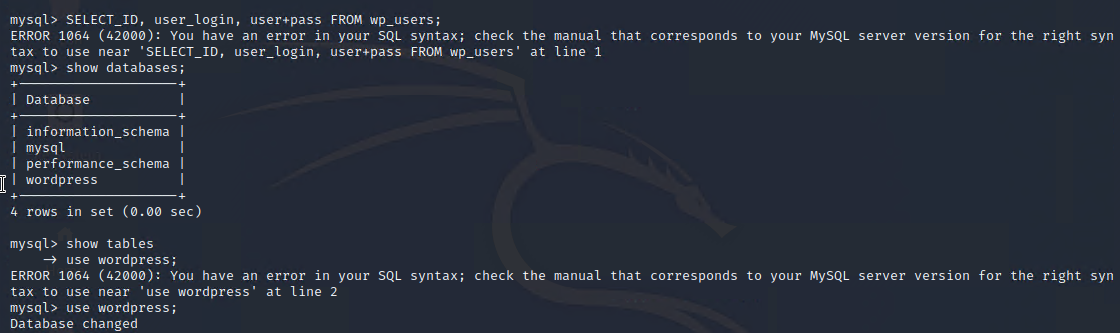 mysql> SELECT_ID, user_login, user+pass FROM wp_users;
ERROR 1064 (42000): You have an error in your SQL syntax; check the manual that corresponds to your MySQL server version for the right syn
tax to use near 'SELECT_ID, user_login, user+pass FROM wp_users' at line 1
mysql> show databases;
+--------------------+
| Database           |
+--------------------+
| information_schema |
| mysql              |
| performance_schema |
| wordpress          |
+--------------------+
4 rows in set (0.00 sec)
mysql> show tables
    -> use wordpress;
ERROR 1064 (42000): You have an error in your SQL syntax; check the manual that corresponds to your MySQL server version for the right syn
tax to use near 'use wordpress' at line 2
mysql> use wordpress;
Database changed